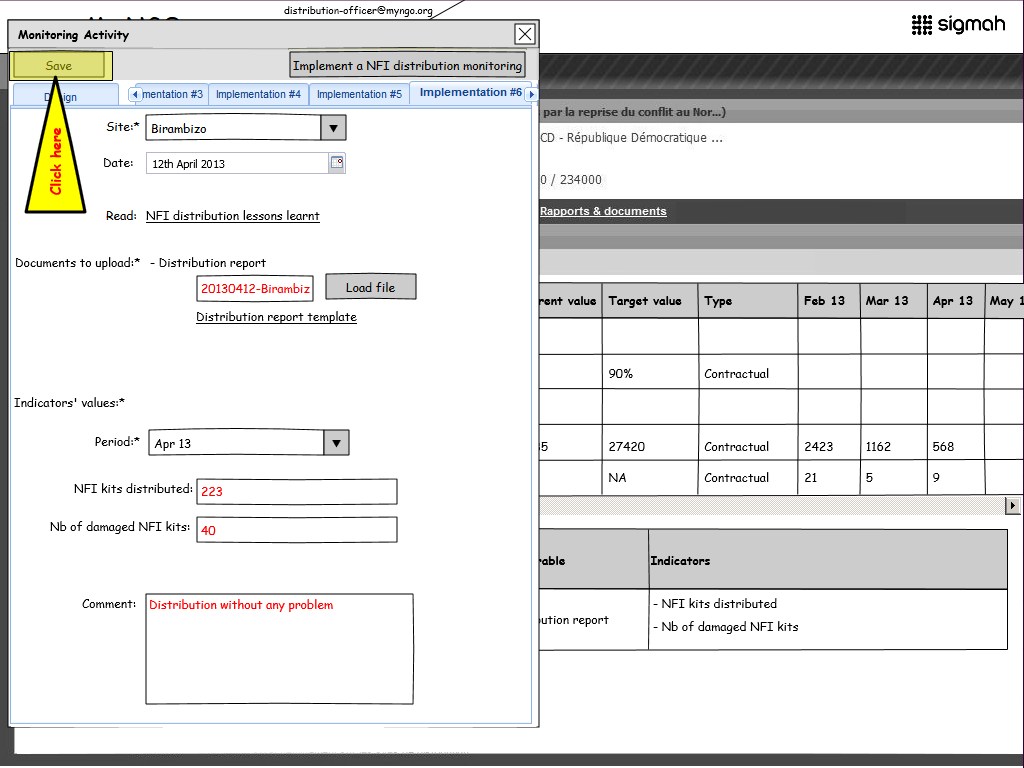 distribution-officer@myngo.org
sigmah
Monitoring Activity
Save
Implement a NFI distribution monitoring
Click here
mentation #3
Implementation #4
Implementation #5
Implementation #6
Site:*
Birambizo
Date:
12th April 2013
Read:
NFI distribution lessons learnt
Documents to upload:*
- Distribution report
20130412-Birambiz
Load file
Distribution report template
Indicators' values:*
Period:*
Apr 13
NFI kits distributed:
223
Nb of damaged NFI kits:
40
Comment:
Distribution without any problem
par la reprise du conflit au Nor...)
CD - République Démocratique ...
0 / 234000
Rapports & documents
rent value
Target value
Type
Feb 13
Mar 13
Apr 13
May 1
90%
Contractual
5
27420
Contractual
2423
1162
568
NA
Contractual
21
5
9
rable
Indicators
bution report
- NFI kits distributed
- Nb of damaged NFI kits